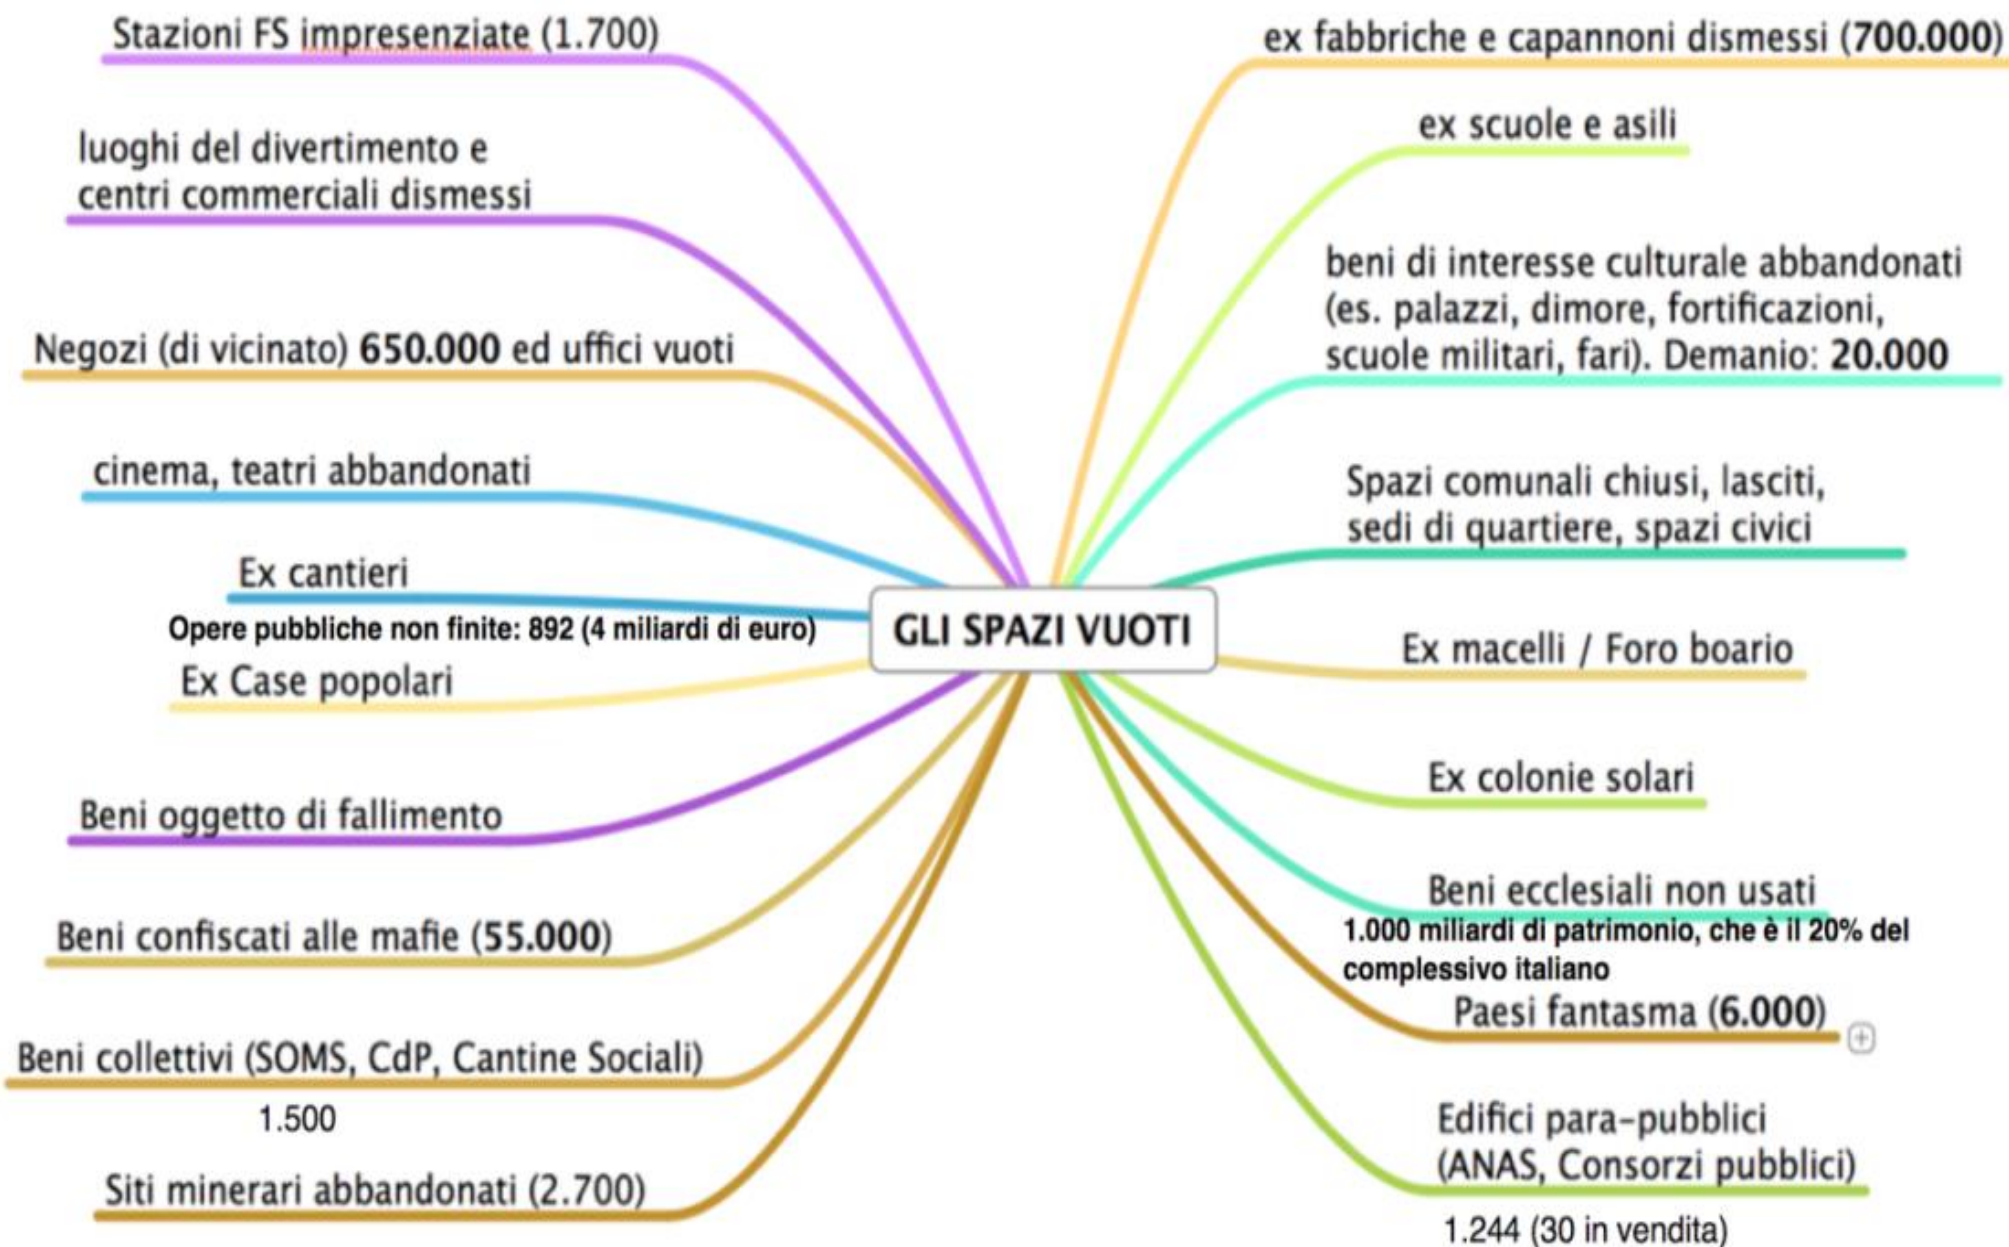 Stazioni FS impresenziate (1.700)
luoghi del divertimento e
centri commerciali dismessi
Negozi (di vicinato) 650.000 ed uffici vuoti
cinema, teatri abbandonati
Ex cantieri
Opere pubbliche non finite: 892 (4 miliardi di euro)
Ex Case popolari
Beni oggetto di fallimento
Beni confiscati alle mafie (55.000)
Beni collettivi (SOMS, CdP, Cantine Sociali)
1.500
Siti minerari abbandonati (2.700)
GLI SPAZI VUOTI
ex fabbriche e capannoni dismessi (700.000)
ex scuole e asili
beni di interesse culturale abbandonati
(es. palazzi, dimore, fortificazioni,
scuole militari, fari). Demanio: 20.000
Spazi comunali chiusi, lasciti,
sedi di quartiere, spazi civici
Ex macelli / Foro boario
Ex colonie solari
Beni ecclesiali non usati
1.000 miliardi di patrimonio, che è il 20% del
complessivo italiano
Paesi fantasma (6.000)
Edifici para-pubblici
(ANAS, Consorzi pubblici)
1.244 (30 in vendita)